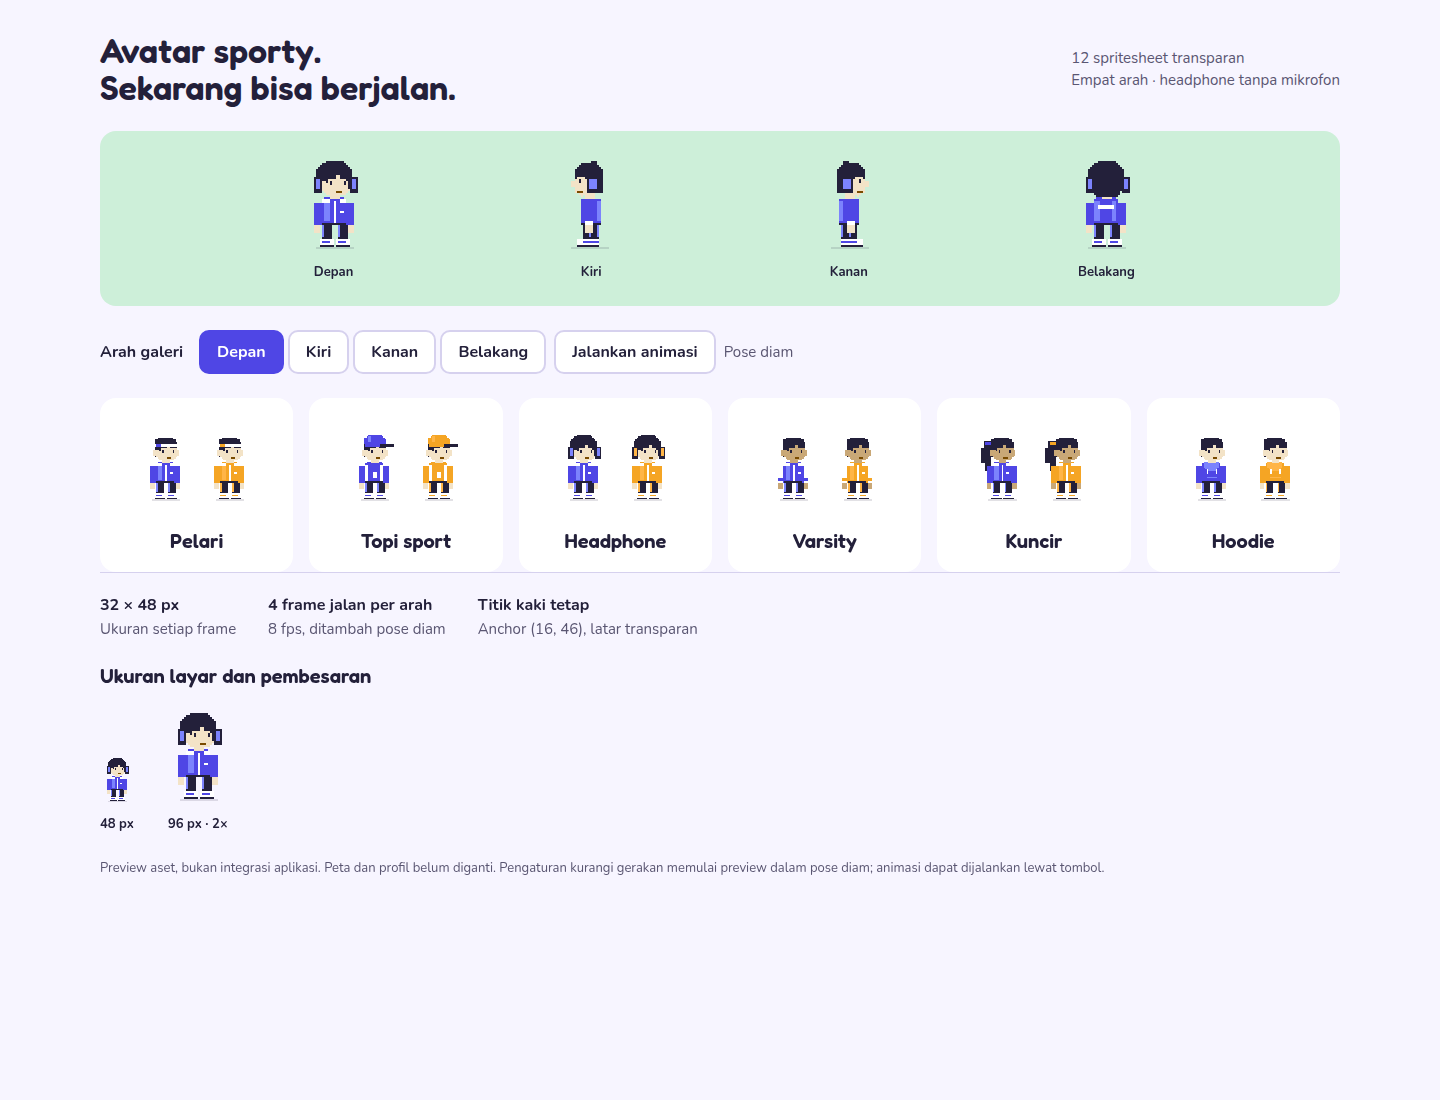 Avatar sporty.
Sekarang bisa berjalan.
12 spritesheet transparan
Empat arah · headphone tanpa mikrofon
Depan
Kiri
Kanan
Belakang
Arah galeri
Depan
Kiri
Kanan
Belakang
Jalankan animasi
Pose diam
Pelari
Topi sport
Headphone
Varsity
Kuncir
Hoodie
32 × 48 px
Ukuran setiap frame
4 frame jalan per arah
8 fps, ditambah pose diam
Titik kaki tetap
Anchor (16, 46), latar transparan
Ukuran layar dan pembesaran
48 px
96 px · 2×
Preview aset, bukan integrasi aplikasi. Peta dan profil belum diganti. Pengaturan kurangi gerakan memulai preview dalam pose diam; animasi dapat dijalankan lewat tombol.